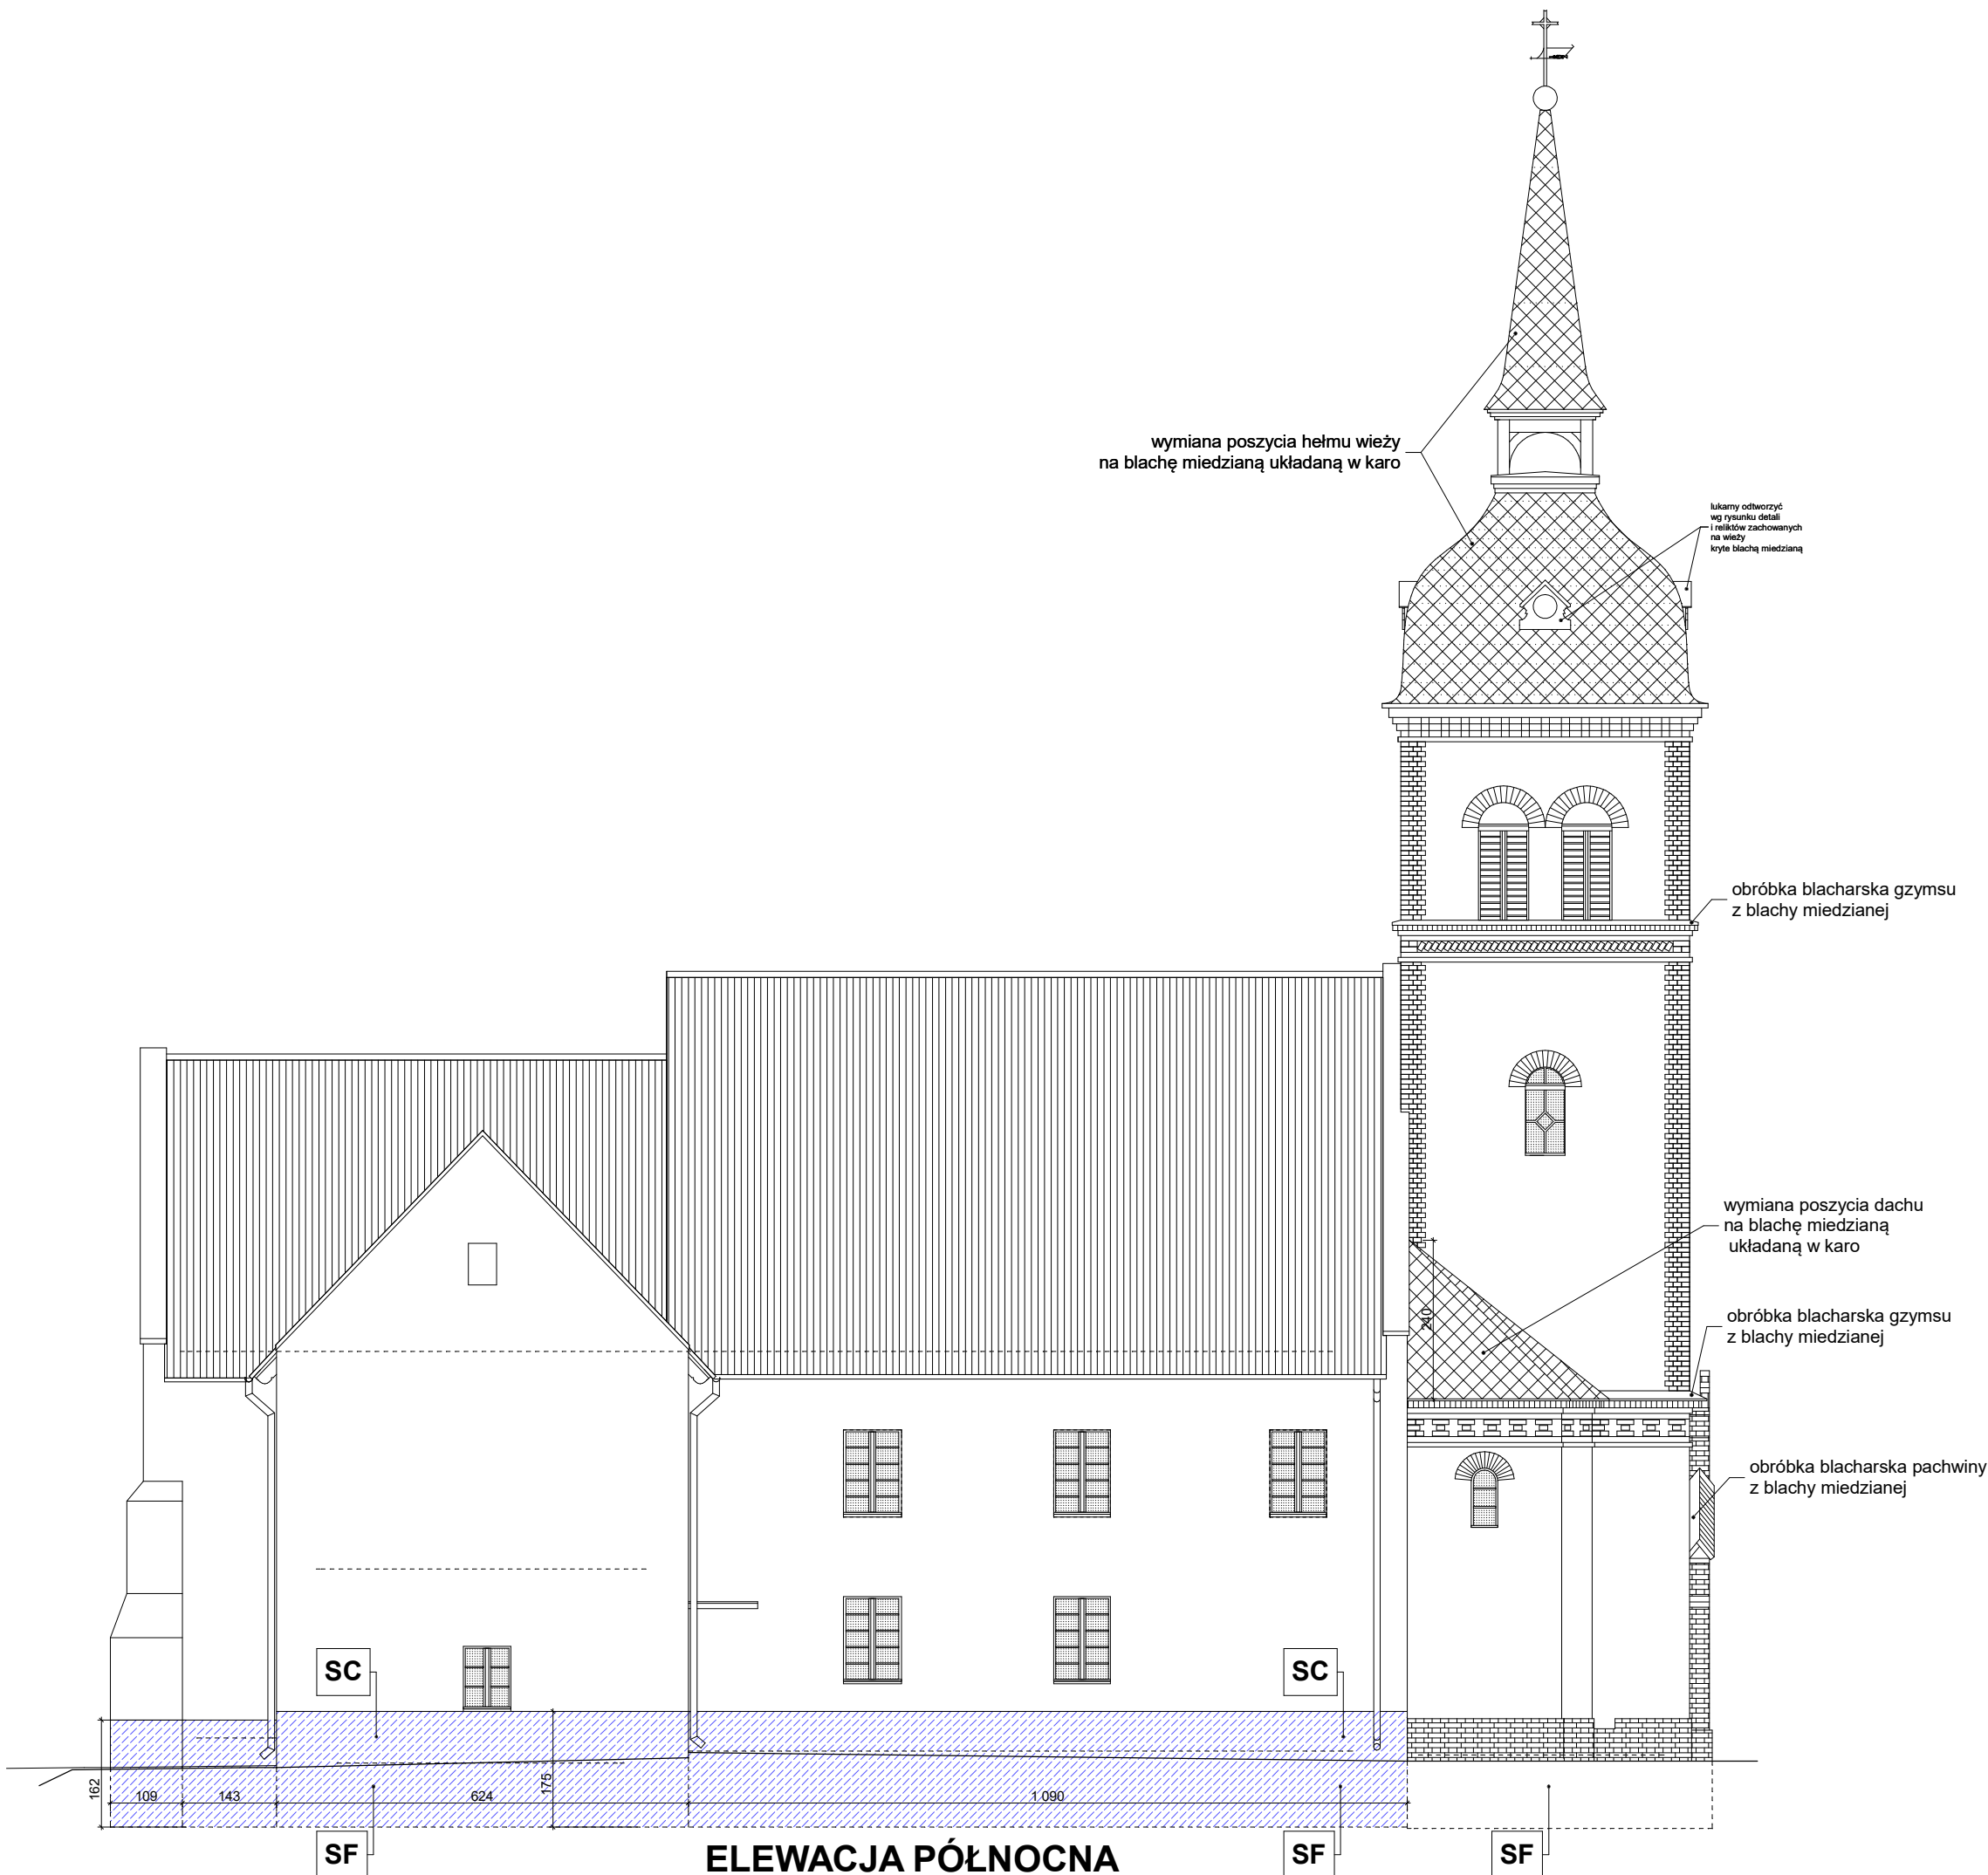 wymiana poszycia hełmu wieży
na blachę miedzianą układaną w karo
lukarny odtworzyć
wg rysunku detali
i reliktów zachowanych
na wieży
kryte blachą miedzianą
obróbka blacharska gzymsu
z blachy miedzianej
wymiana poszycia dachu
na blachę miedzianą
układaną w karo
240
obróbka blacharska gzymsu
z blachy miedzianej
obróbka blacharska pachwiny
z blachy miedzianej
SC
SC
162
109
143
624
175
1 090
SF
ELEWACJA PÓŁNOCNA
SF
SF